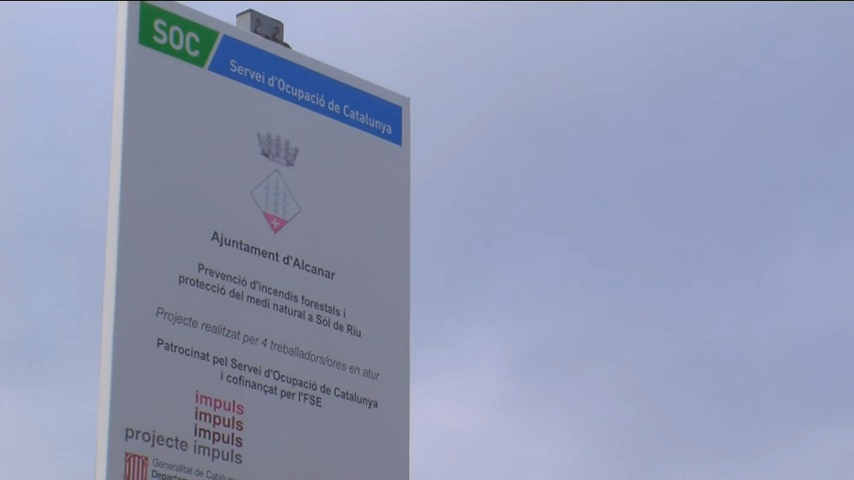 SOC
Servei d'Ocupació de Catalunya
Ajuntament d'Alcanar
Prevenció d'incendis forestals i
protecció del medi natural a Sól de Riu
Projecte realitzat per 4 treballadors/ores en atur
Patrocinat pel Servei d'Ocupació de Catalunya
i cofinançat per l'FSE
impuls
impuls
impuls
projecte impuls
Generalitat de